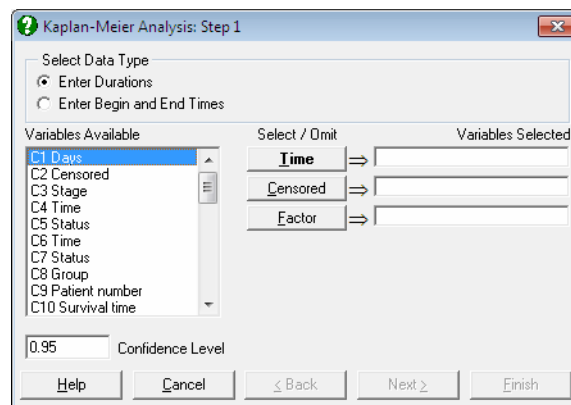 Kaplan-Meier Analysis: Step 1
Select Data Type
Enter Durations
Enter Begin and End Times
Variables Available
Select / Omit
Variables Selected
C1 Days
C2 Censored
C3 Stage
C4 Time
C5 Status
C6 Time
C7 Status
C8 Group
C9 Patient number
C10 Survival time
Time
Censored
Factor
0.95 Confidence Level
Help Cancel < Back Next > Finish